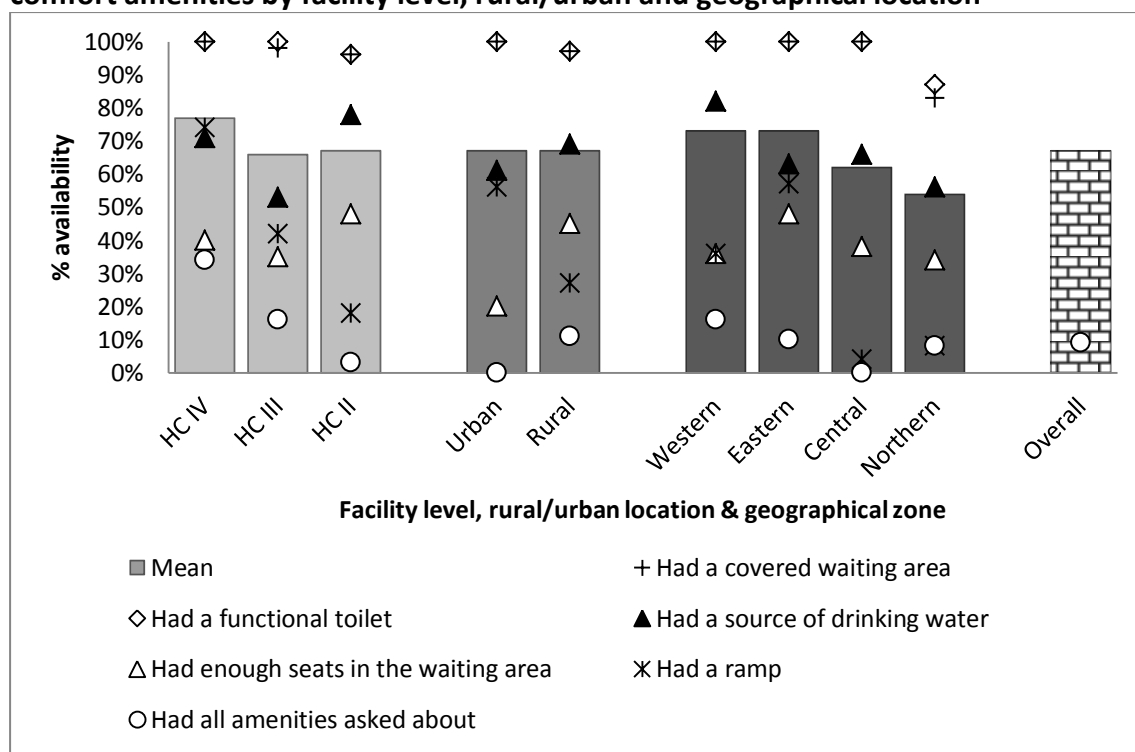 comfort amenities by facility level, rural/urban and geographical location
100%
90%
80%
70%
60%
50%
40%
30%
20%
10%
0%
% availability
HC IV
HC III
HC II
Urban
Rural
Western
Eastern
Central
Northern
Overall
Facility level, rural/urban location & geographical zone
Mean
Had a covered waiting area
Had a functional toilet
Had a source of drinking water
Had enough seats in the waiting area
Had a ramp
Had all amenities asked about